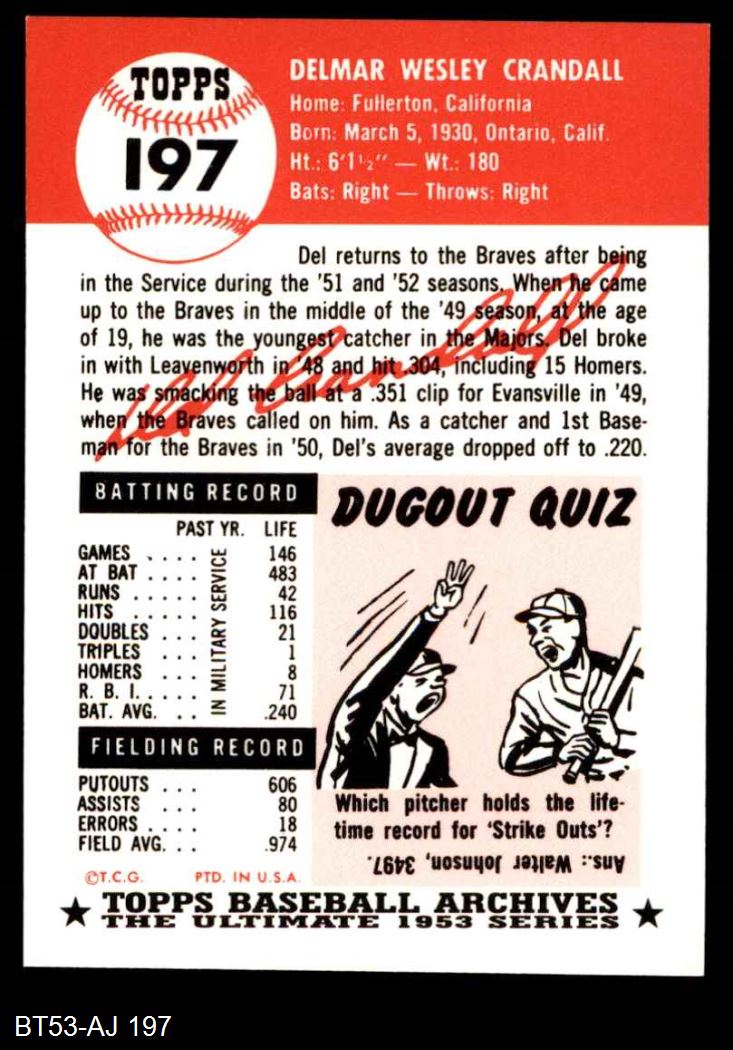 TOPPS
197
DELMAR WESLEY CRANDALL
Home: Fullerton, California
Born: March 5, 1930, Ontario, Calif.
Ht.: 6'1½" — Wt.: 180
Bats: Right — Throws: Right
Del returns to the Braves after being
in the Service during the '51 and '52 seasons. When he came
up to the Braves in the middle of the '49 season, at the age
of 19, he was the youngest catcher in the Majors. Del broke
in with Leavenworth in '48 and hit .304, including 15 Homers.
He was smacking the ball at a .351 clip for Evansville in '49,
when the Braves called on him. As a catcher and 1st Base-
man for the Braves in '50, Del's average dropped off to .220.
Del Crandall
BATTING RECORD
PAST YR. LIFE
GAMES .... 146
AT BAT .... 483
RUNS ..... 42
HITS ..... 116
DOUBLES ... 21
TRIPLES ... 1
HOMERS ... 8
R. B. I. .... 71
BAT. AVG. .. .240
IN MILITARY SERVICE
FIELDING RECORD
PUTOUTS ... 606
ASSISTS ... 80
ERRORS .... 18
FIELD AVG. .. .974
©T.C.G. PTD. IN U.S.A.
DUGOUT QUIZ
Which pitcher holds the life-
time record for 'Strike Outs'?
Ans.: Walter Johnson, 3497.
★ TOPPS BASEBALL ARCHIVES ★
THE ULTIMATE 1953 SERIES
BT53-AJ 197